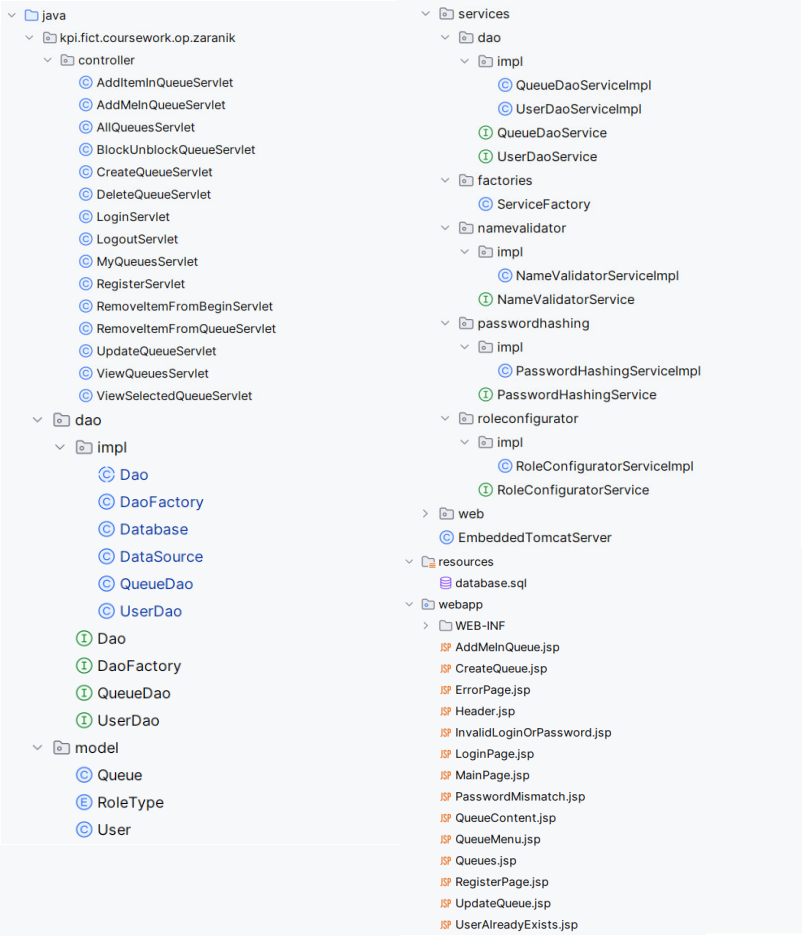 java
kpi.fict.coursework.op.zaranik
controller
AddItemInQueueServlet
AddMeInQueueServlet
AllQueuesServlet
BlockUnblockQueueServlet
CreateQueueServlet
DeleteQueueServlet
LoginServlet
LogoutServlet
MyQueuesServlet
RegisterServlet
RemoveItemFromBeginServlet
RemoveItemFromQueueServlet
UpdateQueueServlet
ViewQueuesServlet
ViewSelectedQueueServlet
dao
impl
Dao
DaoFactory
Database
DataSource
QueueDao
UserDao
Dao
DaoFactory
QueueDao
UserDao
model
Queue
RoleType
User
services
dao
impl
QueueDaoServiceImpl
UserDaoServiceImpl
QueueDaoService
UserDaoService
factories
ServiceFactory
namevalidator
impl
NameValidatorServiceImpl
NameValidatorService
passwordhashing
impl
PasswordHashingServiceImpl
PasswordHashingService
roleconfigurator
impl
RoleConfiguratorServiceImpl
RoleConfiguratorService
web
EmbeddedTomcatServer
resources
database.sql
webapp
WEB-INF
AddMeInQueue.jsp
CreateQueue.jsp
ErrorPage.jsp
Header.jsp
InvalidLoginOrPassword.jsp
LoginPage.jsp
MainPage.jsp
PasswordMismatch.jsp
QueueContent.jsp
QueueMenu.jsp
Queues.jsp
RegisterPage.jsp
UpdateQueue.jsp
UserAlreadyExists.jsp